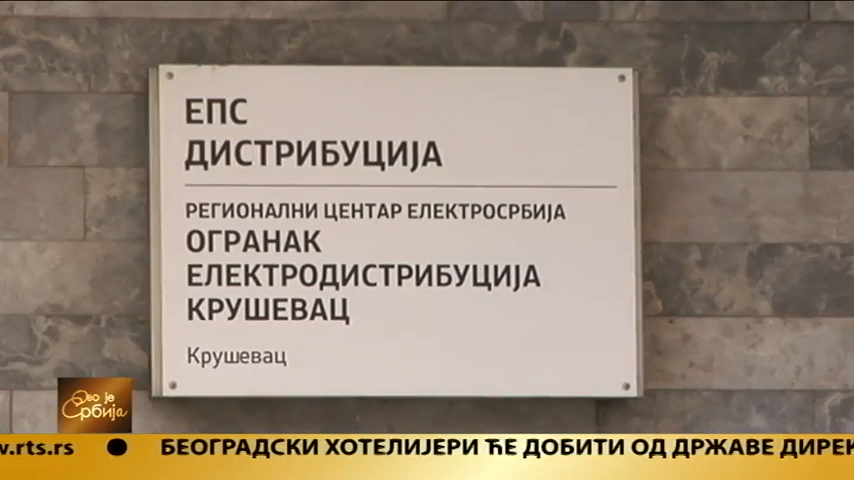 ЕПС
ДИСТРИБУЦИЈА
РЕГИОНАЛНИ ЦЕНТАР ЕЛЕКТРОСРБИЈА
ОГРАНАК
ЕЛЕКТРОДИСТРИБУЦИЈА
КРУШЕВАЦ
Крушевац
Ово је
Србија
w.rts.rs ● БЕОГРАДСКИ ХОТЕЛИЈЕРИ ЋЕ ДОБИТИ ОД ДРЖАВЕ ДИРЕК